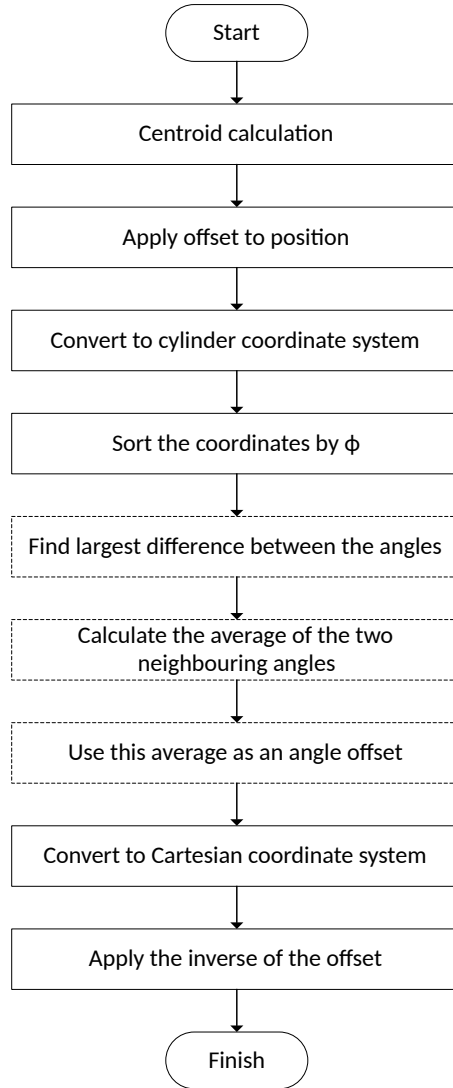 Start
Centroid calculation
Apply offset to position
Convert to cylinder coordinate system
Sort the coordinates by ϕ
Find largest difference between the angles
Calculate the average of the two
neighbouring angles
Use this average as an angle offset
Convert to Cartesian coordinate system
Apply the inverse of the offset
Finish